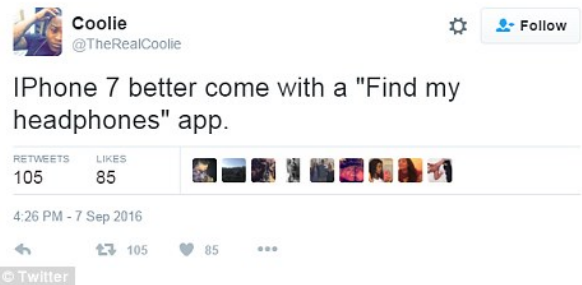 Coolie
@TheRealCoolie
Follow
IPhone 7 better come with a "Find my
headphones" app.
RETWEETS LIKES
105 85
4:26 PM - 7 Sep 2016
105 85
© Twitter